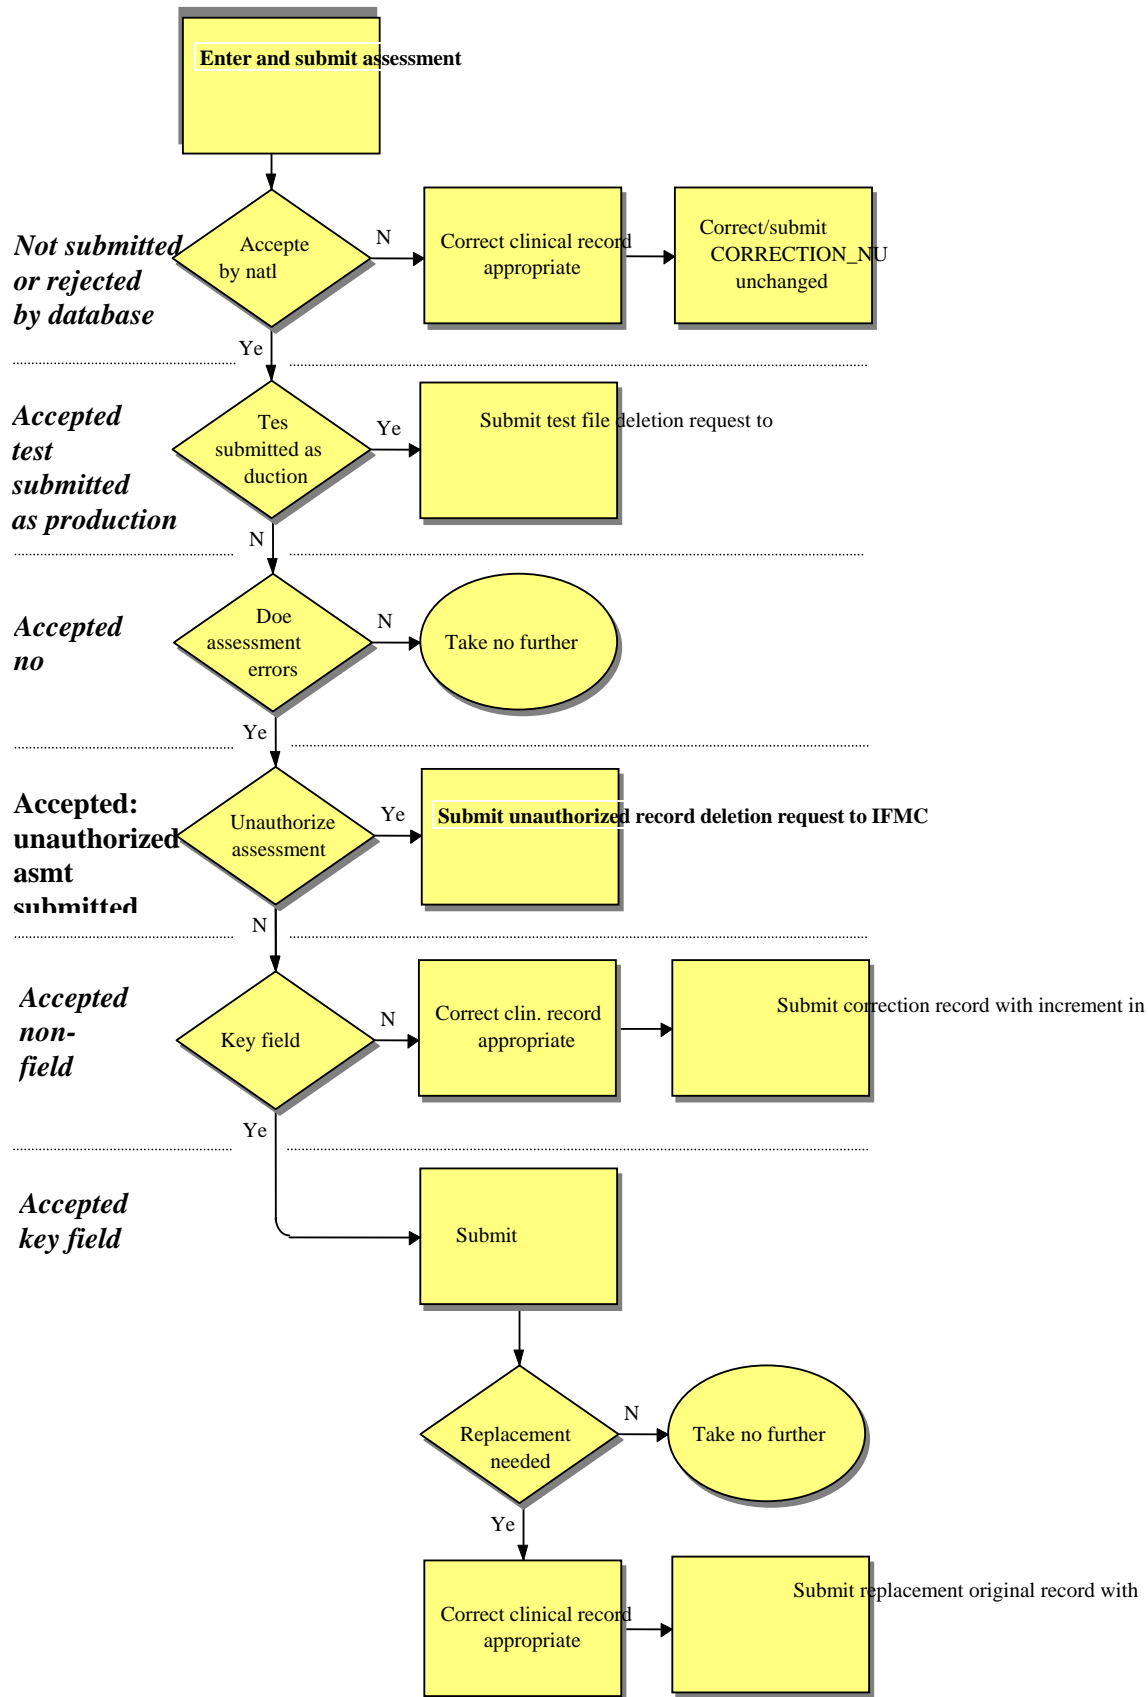 Enter and submit assessment
Not submitted
or rejected
by database
Accepte
by natl
N
Correct clinical record
appropriate
Correct/submit
CORRECTION_NU
unchanged
Ye
Accepted
test
submitted
as production
Tes
submitted as
duction
Ye
Submit test file deletion request to
N
Accepted
no
Doe
assessment
errors
N
Take no further
Ye
Accepted:
unauthorized
asmt
submitted
Unauthorize
assessment
Ye
Submit unauthorized record deletion request to IFMC
N
Accepted
non-
field
Key field
N
Correct clin. record
appropriate
Submit correction record with increment in
Ye
Accepted
key field
Submit
Replacement
needed
N
Take no further
Ye
Correct clinical record
appropriate
Submit replacement original record with